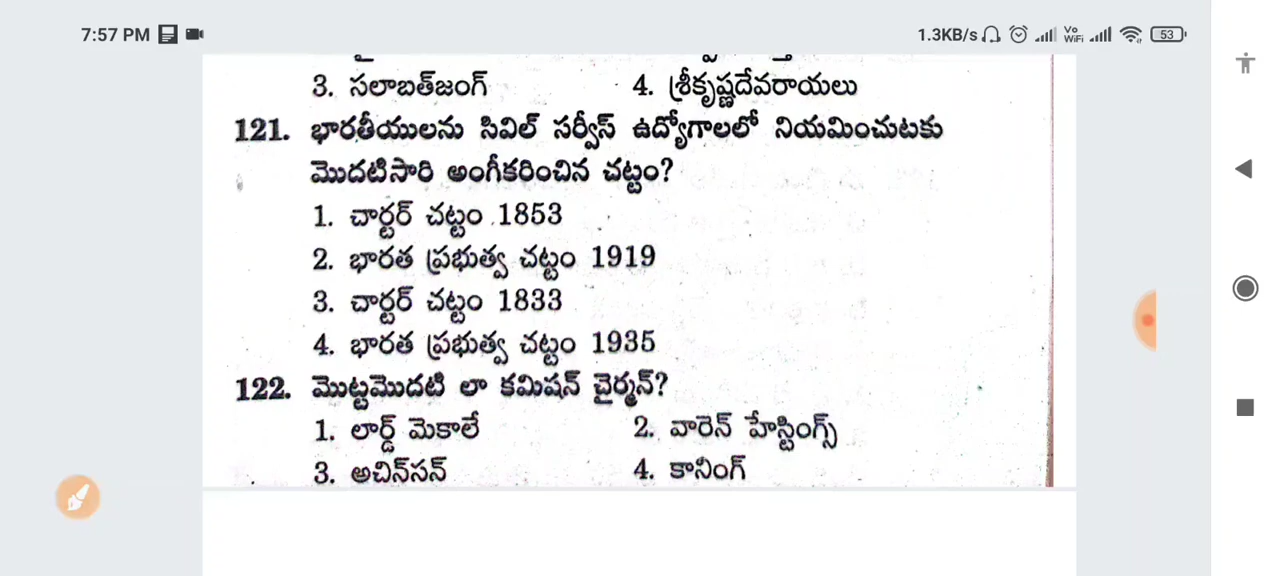 7:57 PM
1.3KB/s Vo WiFi 53
3. సలాబత్‌జంగ్ 4. శ్రీకృష్ణదేవరాయలు
121. భారతీయులను సివిల్ సర్వీస్ ఉద్యోగాలలో నియమించుటకు
మొదటిసారి అంగీకరించిన చట్టం?
1. చార్టర్ చట్టం 1853
2. భారత ప్రభుత్వ చట్టం 1919
3. చార్టర్ చట్టం 1833
4. భారత ప్రభుత్వ చట్టం 1935
122. మొట్టమొదటి లా కమిషన్ చైర్మన్?
1. లార్డ్ మెకాలే 2. వారెన్ హేస్టింగ్స్
3. అచిన్‌సన్ 4. కానింగ్